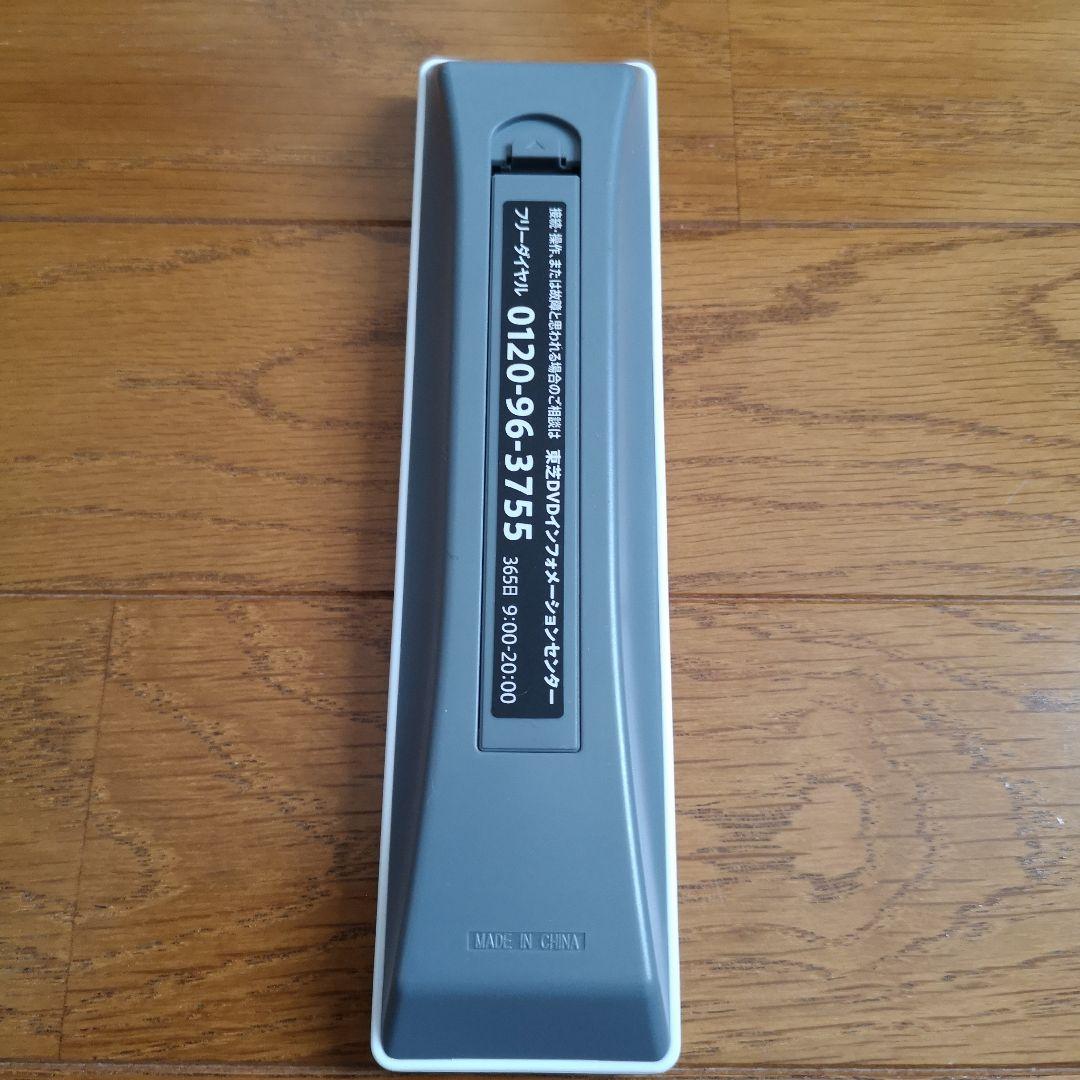 接続・操作、または故障と思われる場合のご相談は 東芝DVDインフォメーションセンター
フリーダイヤル 0120-96-3755 365日 9:00-20:00
MADE IN CHINA